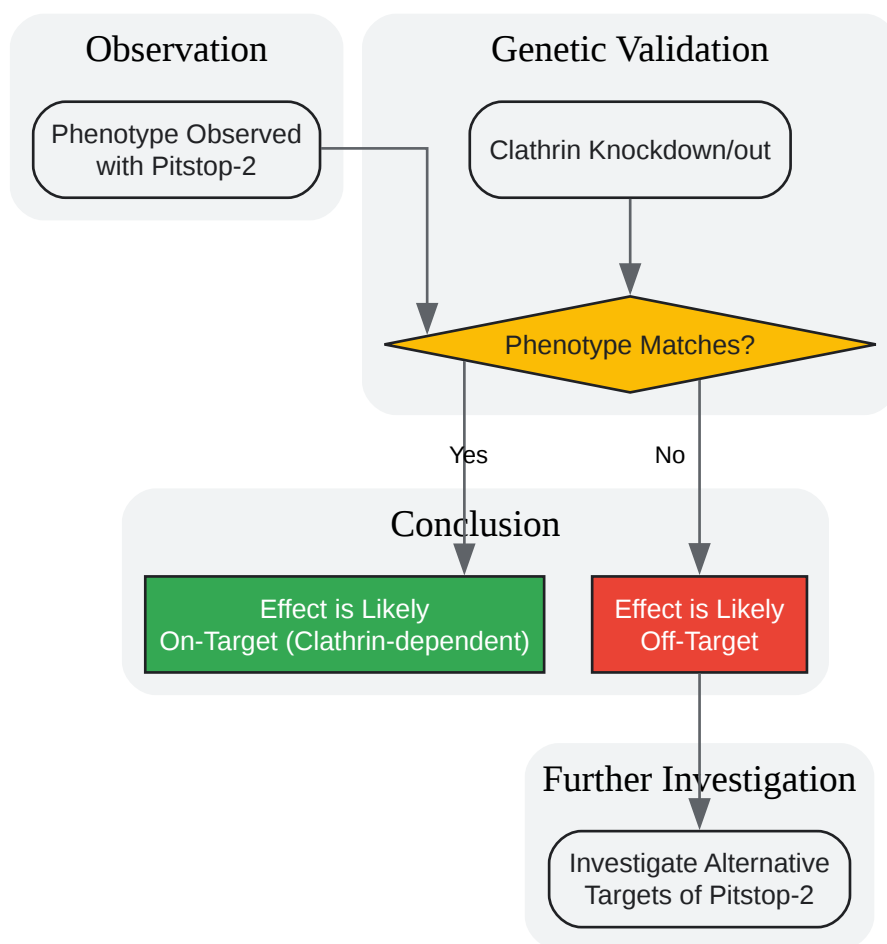 Observation
Genetic Validation
Phenotype Observed
with Pitstop-2
Clathrin Knockdown/out
Phenotype Matches?
Yes
No
Conclusion
Effect is Likely
On-Target (Clathrin-dependent)
Effect is Likely
Off-Target
Further Investigation
Investigate Alternative
Targets of Pitstop-2